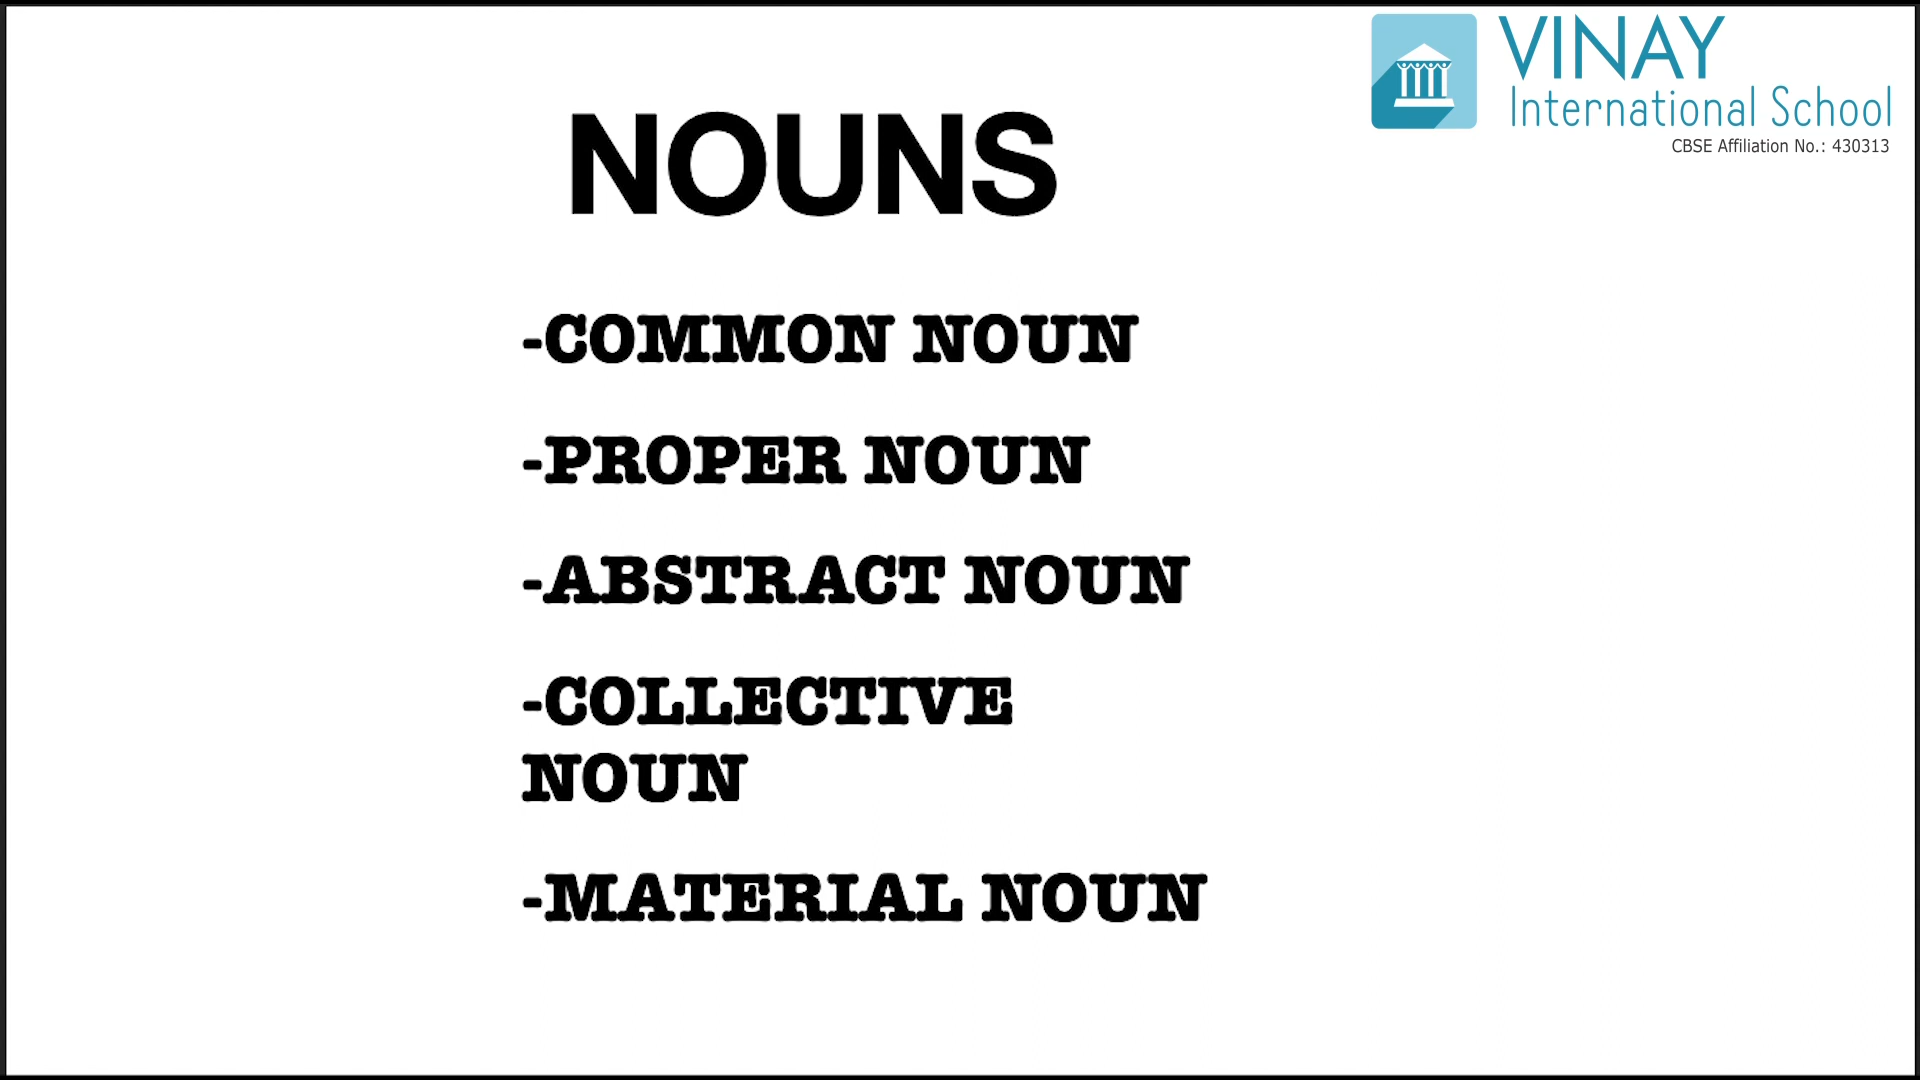 VINAY
International School
CBSE Affiliation No.: 430313
NOUNS
-COMMON NOUN
-PROPER NOUN
-ABSTRACT NOUN
-COLLECTIVE
NOUN
-MATERIAL NOUN